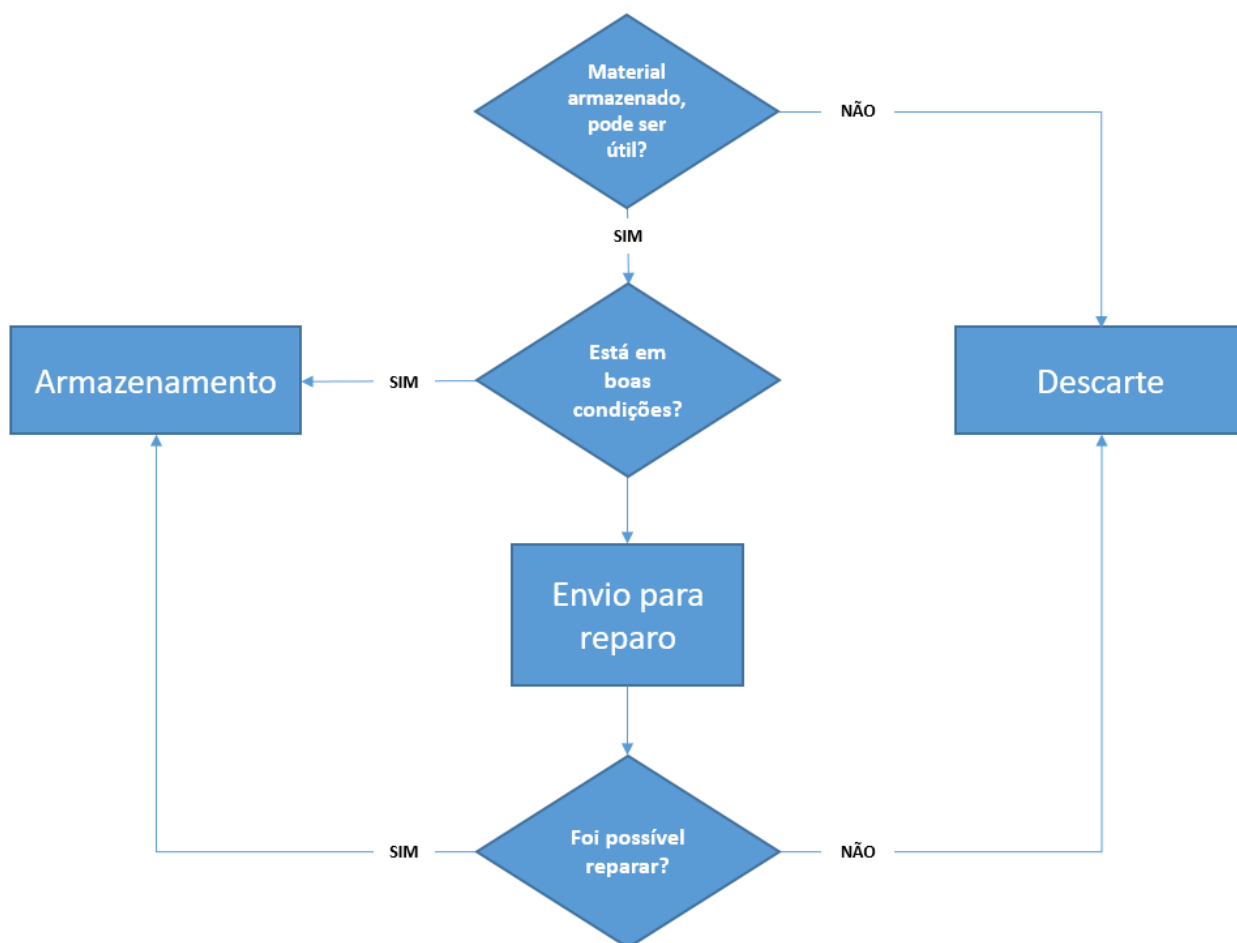 Material
armazenado,
pode ser
útil?
NÃO
SIM
Armazenamento
SIM
Está em
boas
condições?
Descarte
Envio para
reparo
SIM
Foi possível
reparar?
NÃO